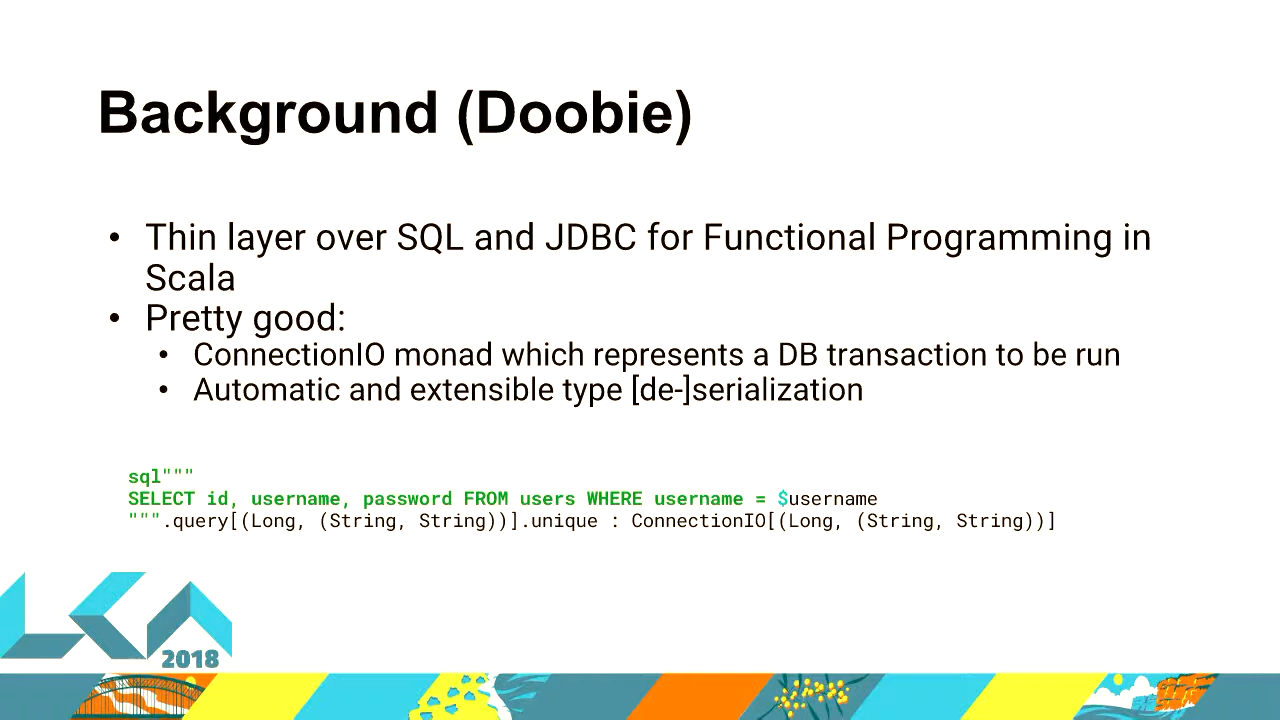 Background (Doobie)
• Thin layer over SQL and JDBC for Functional Programming in
Scala
• Pretty good:
• ConnectionIO monad which represents a DB transaction to be run
• Automatic and extensible type [de-]serialization
sql"""
SELECT id, username, password FROM users WHERE username = $username
""".query[(Long, (String, String))].unique : ConnectionIO[(Long, (String, String))]
LCA
2018